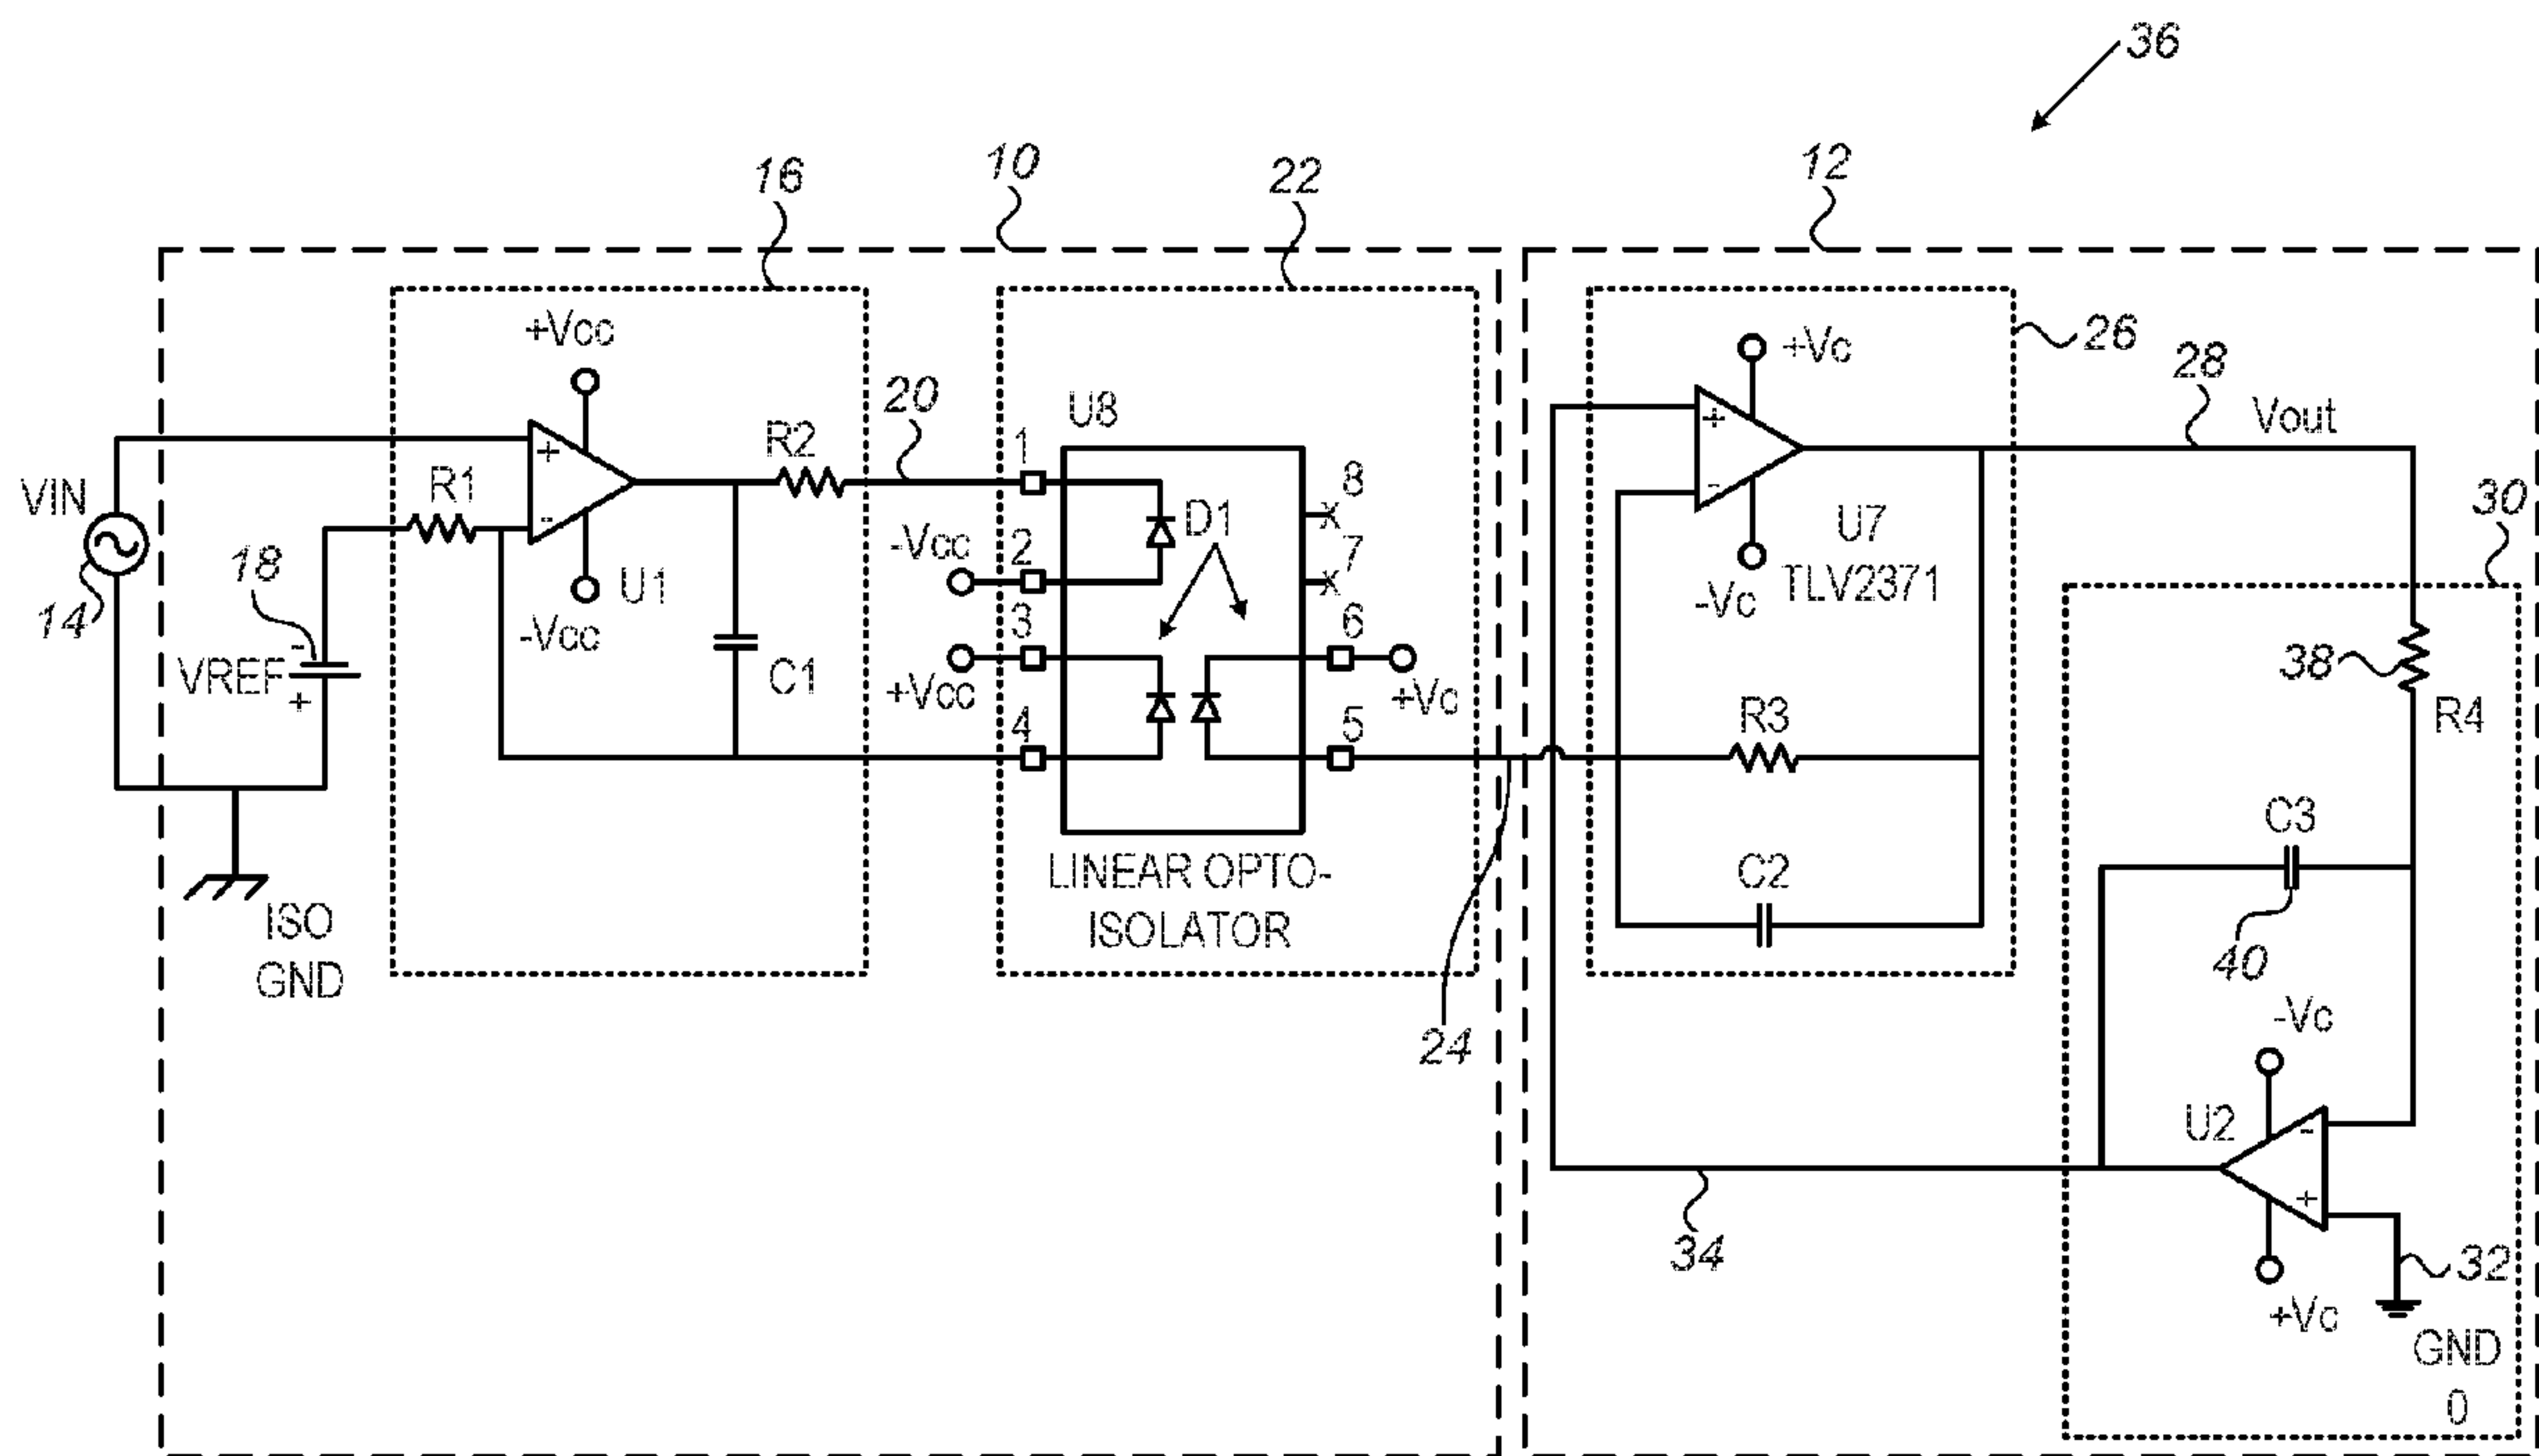 36
16
10
22
12
+Vcc
+Vc
26
28
Vout
20
U8
R2
1
VIN
R1
+
-
8
D1
+
-
U7
TLV2371
30
18
-Vcc
2
7
14
U1
-Vcc
3
6
-Vc
38
VREF
-
+
C1
+Vcc
4
5
+Vc
R3
R4
C3
LINEAR OPTO-
ISOLATOR
C2
ISO
GND
40
24
-Vc
U2
-
+
34
32
+Vc
GND
0